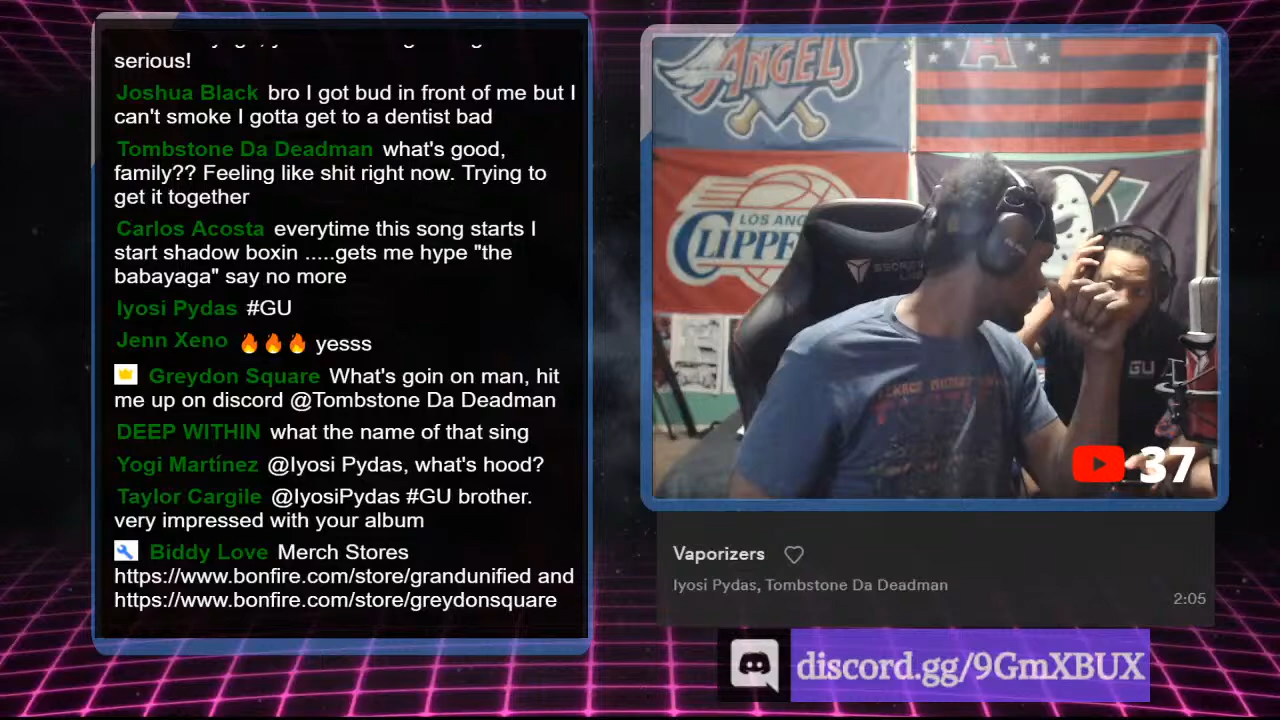 serious!
Joshua Black bro I got bud in front of me but I
can't smoke I gotta get to a dentist bad
Tombstone Da Deadman what's good,
family?? Feeling like shit right now. Trying to
get it together
Carlos Acosta everytime this song starts I
start shadow boxin .....gets me hype "the
babayaga" say no more
Iyosi Pydas #GU
Jenn Xeno 🔥🔥🔥 yesss
Greydon Square What's goin on man, hit
me up on discord @Tombstone Da Deadman
DEEP WITHIN what the name of that sing
Yogi Martínez @Iyosi Pydas, what's hood?
Taylor Cargile @IyosiPydas #GU brother.
very impressed with your album
Biddy Love Merch Stores
https://www.bonfire.com/store/grandunified and
https://www.bonfire.com/store/greydonsquare
ANGELS
A
LOS ANG
CLIPPE
GU
37
Vaporizers
Iyosi Pydas, Tombstone Da Deadman
2:05
discord.gg/9GmXBUX